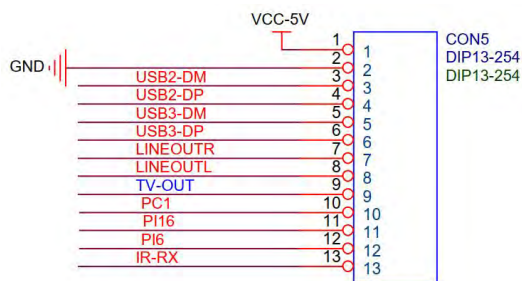 VCC-5V
CON5
DIP13-254
DIP13-254
GND
1 1
2 2
USB2-DM 3 3
USB2-DP 4 4
USB3-DM 5 5
USB3-DP 6 6
LINEOUTR 7 7
LINEOUTL 8 8
TV-OUT 9 9
PC1 10 10
PI16 11 11
PI6 12 12
IR-RX 13 13